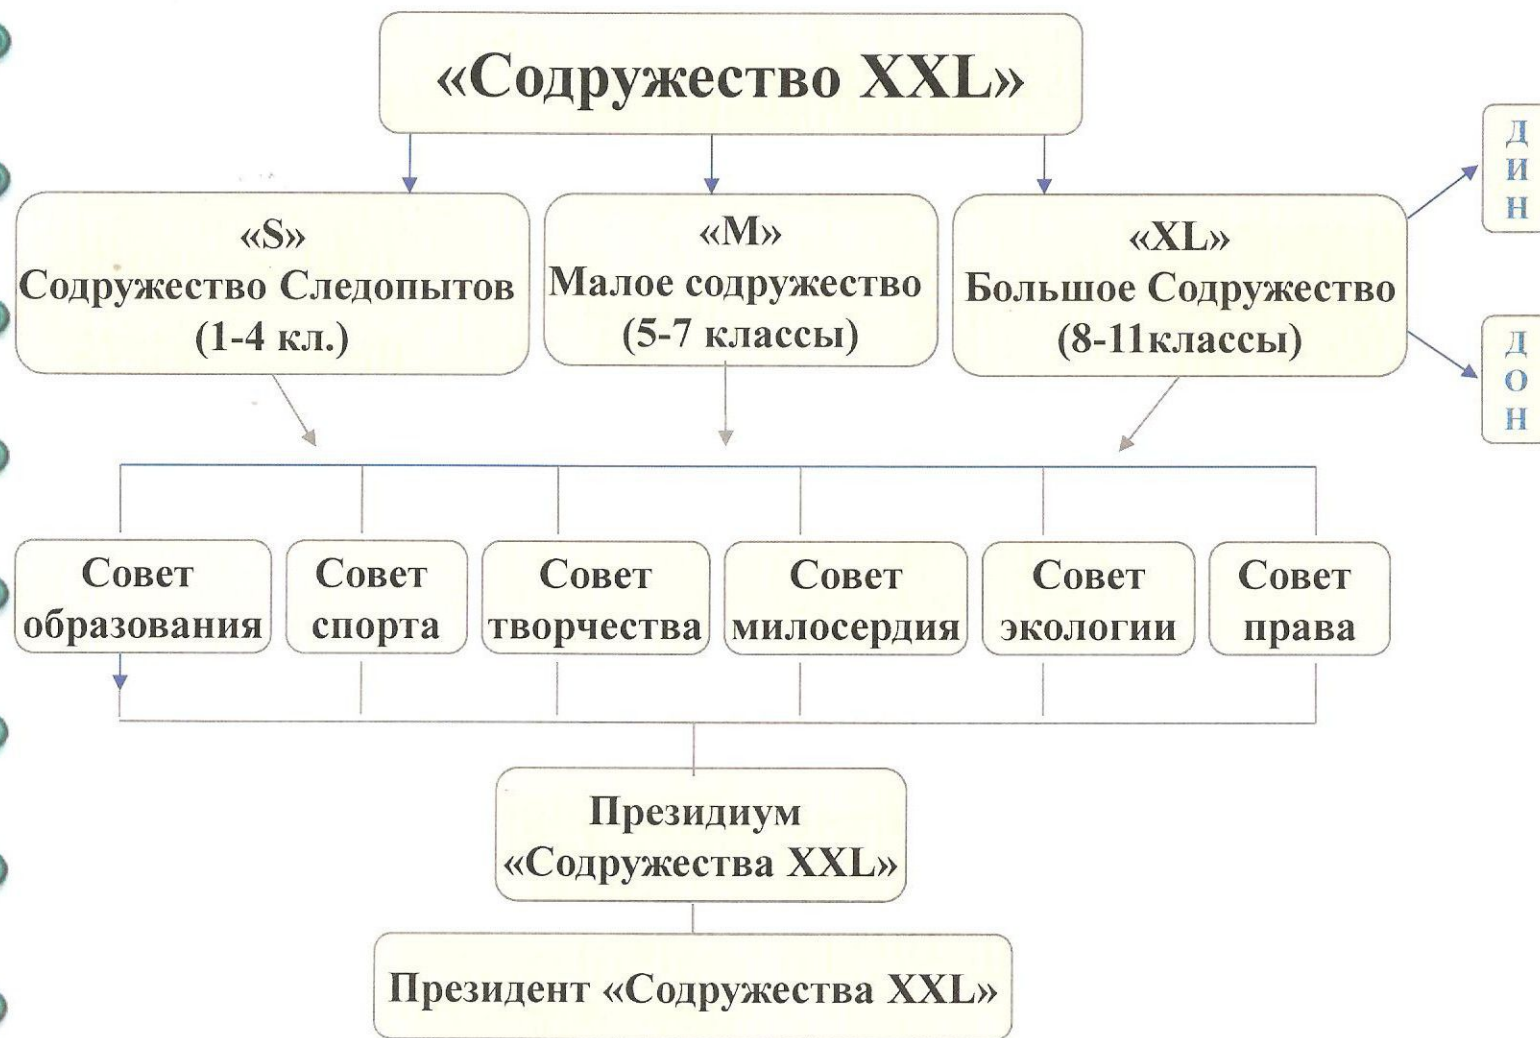 «Содружество XXL»
«S»
Содружество Следопытов
(1-4 кл.)
«М»
Малое содружество
(5-7 классы)
«XL»
Большое Содружество
(8-11классы)
Д
И
Н
Д
О
Н
Совет
образования
Совет
спорта
Совет
творчества
Совет
милосердия
Совет
экологии
Совет
права
Президиум
«Содружества XXL»
Президент «Содружества XXL»